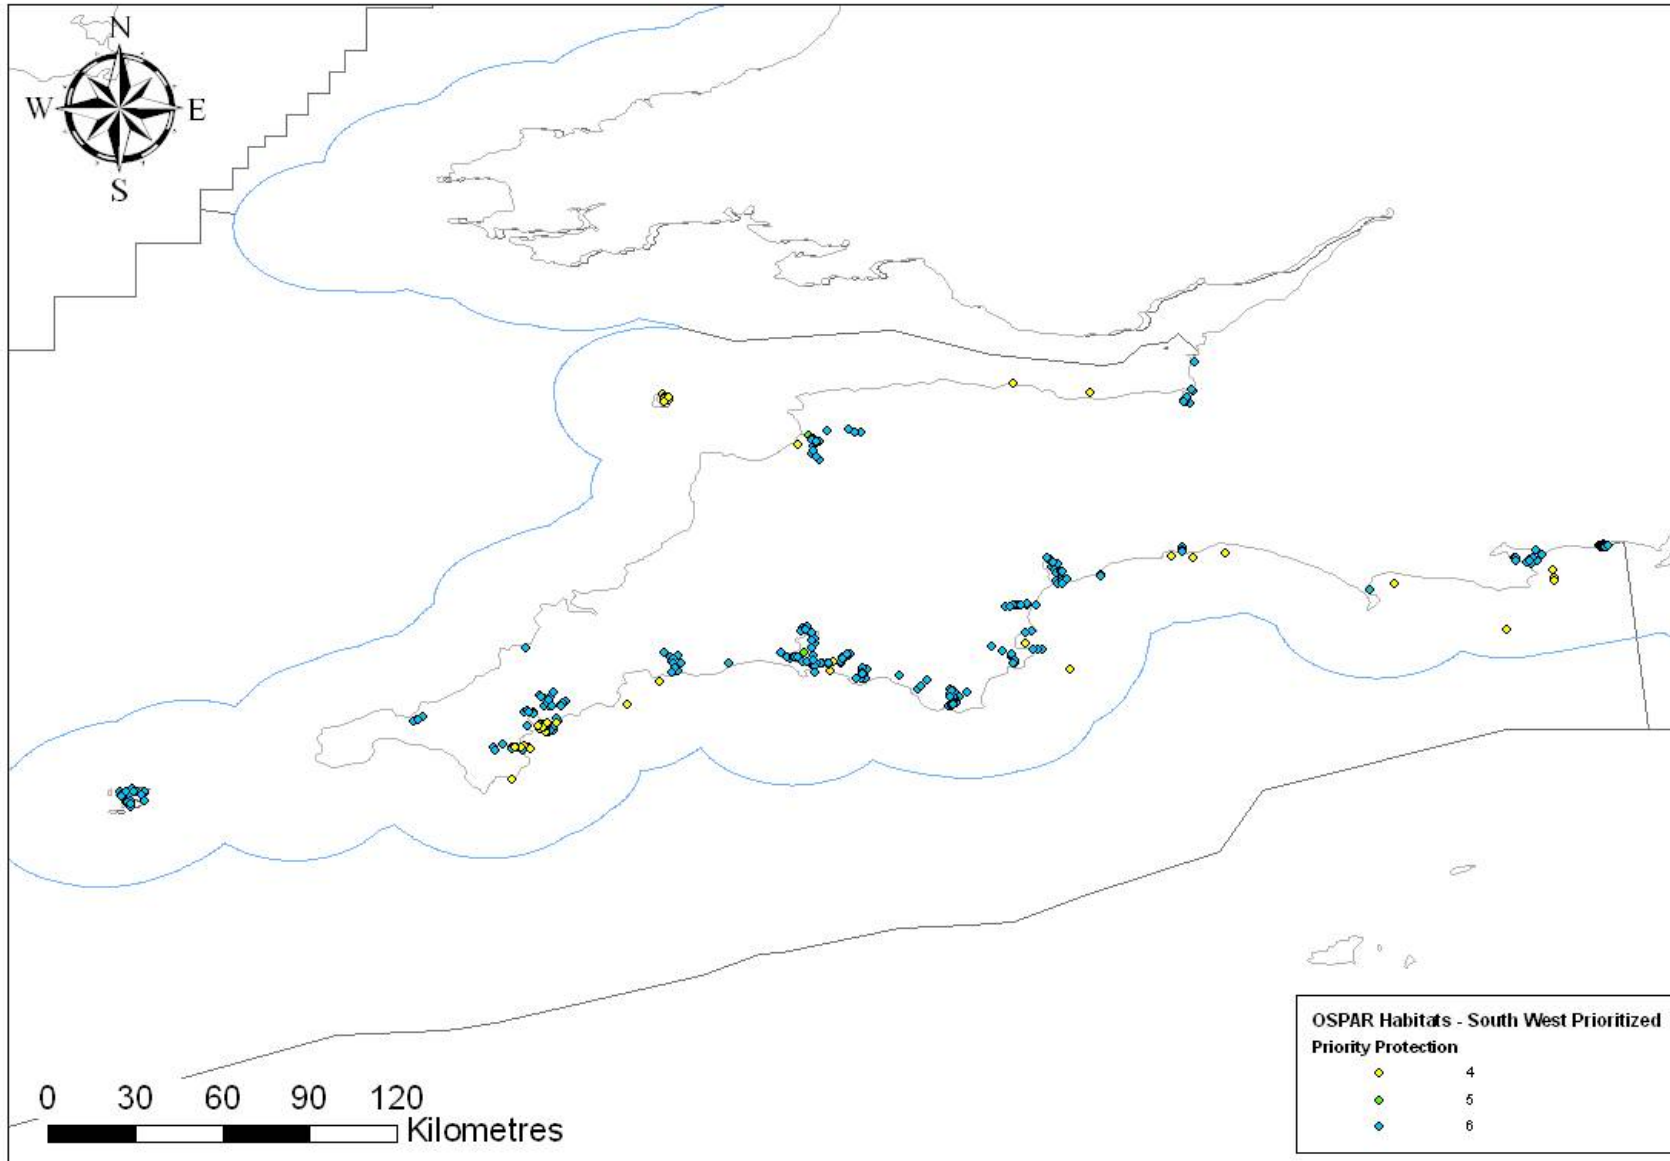 N
W E
S
OSPAR Habitats - South West Prioritized
Priority Protection
4
5
6
0 30 60 90 120
Kilometres